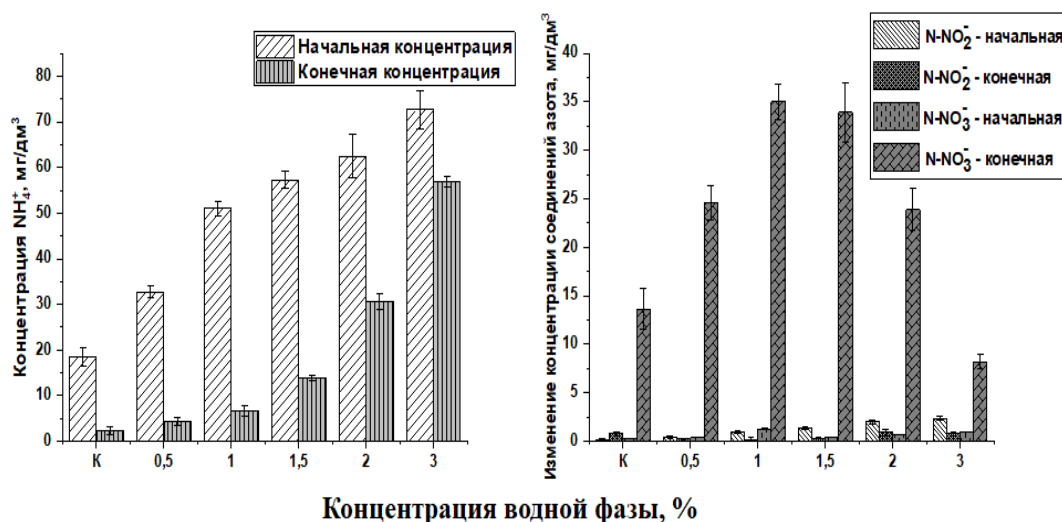 Концентрация NH4+, мг/дм3
Начальная концентрация
Конечная концентрация
80
70
60
50
40
30
20
10
0
К 0,5 1 1,5 2 3
Изменение концентрации соединений азота, мг/дм3
N-NO2- - начальная
N-NO2- - конечная
N-NO3- - начальная
N-NO3- - конечная
40
35
30
25
20
15
10
5
0
К 0,5 1 1,5 2 3
Концентрация водной фазы, %